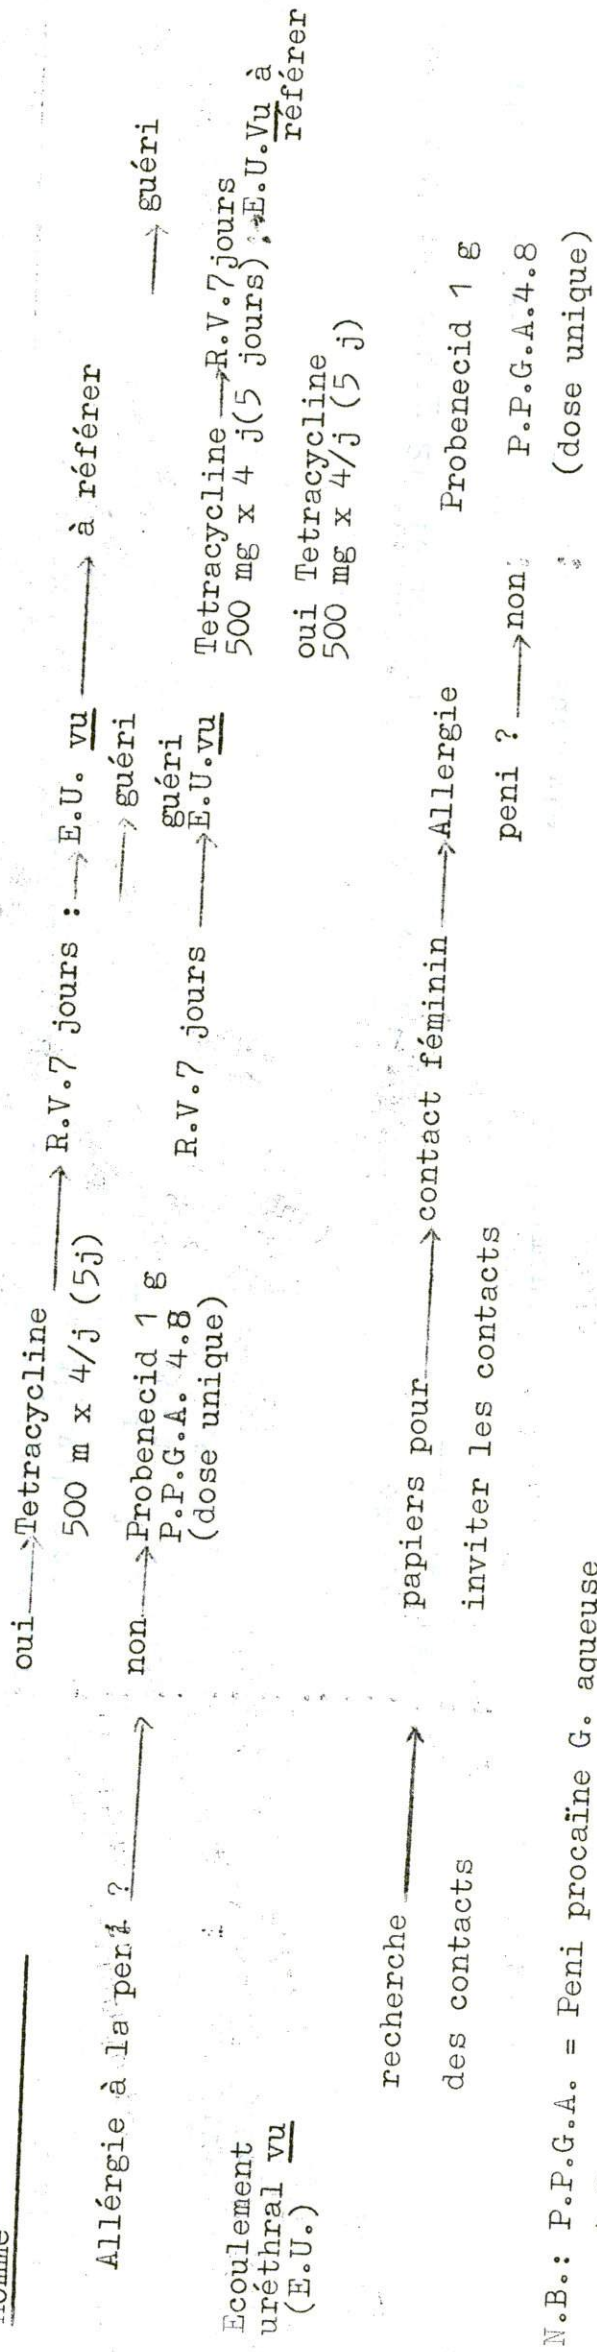 Homme
oui → Tetracycline → R.V.7 jours : → E.U. vu → à référer
500 m x 4/j (5j)
→ guéri
Allérgie à la peni ? →
non → Probenecid 1 g
P.P.G.A. 4.8
(dose unique)
guéri
R.V.7 jours → E.U.vu
→ guéri
Tetracycline → R.V.7 jours
500 mg x 4 j(5 jours) ; E.U.Vu à
référer
Ecoulement
uréthral vu
(E.U.)
oui Tetracycline
500 mg x 4/j (5 j)
recherche → papiers pour → contact féminin → Allergie
des contacts
inviter les contacts
peni ? → non
Probenecid 1 g
P.P.G.A.4.8
(dose unique)
N.B.: P.P.G.A. = Peni procaïne G. aqueuse